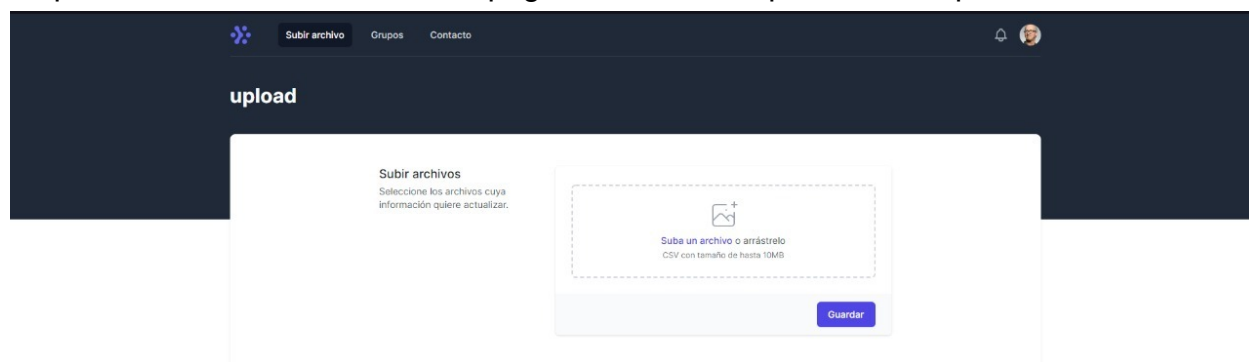 Subir archivo Grupos Contacto
upload
Subir archivos
Seleccione los archivos cuya
información quiere actualizar.
Suba un archivo o arrástrelo
CSV con tamaño de hasta 10MB
Guardar